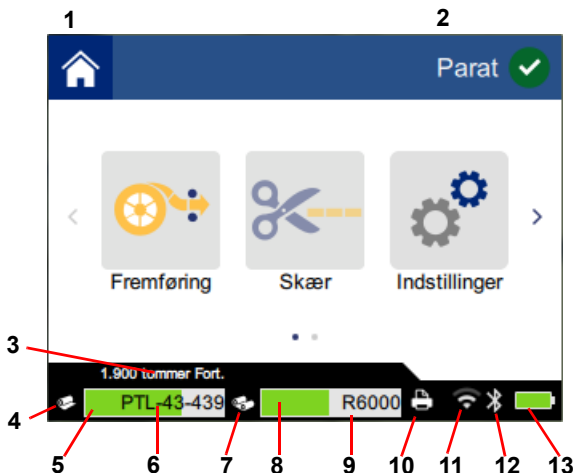 1 2
Parat
Fremføring Skær Indstillinger
3
1.900 tommer Fort.
PTL-43-439 R6000
4
5 6 7 8 9 10 11 12 13